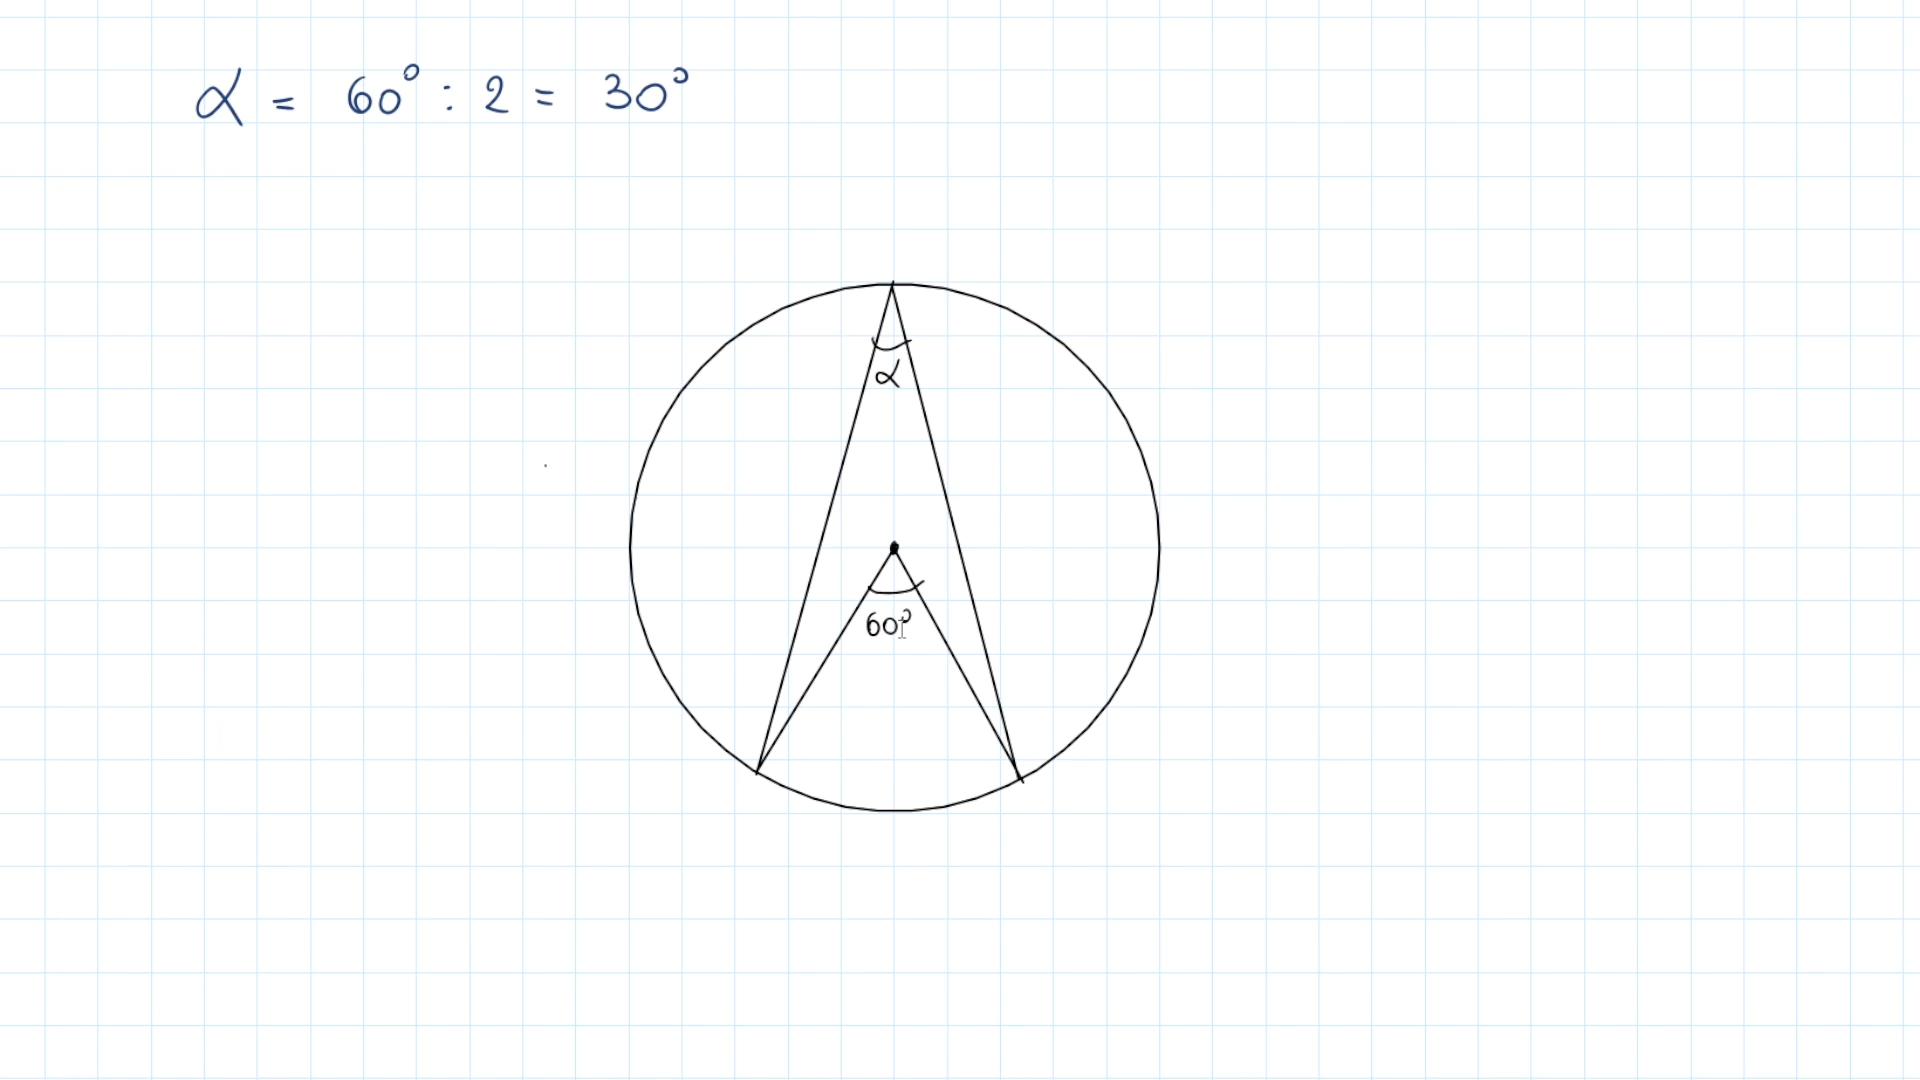 α = 60° : 2 = 30°
α
60°